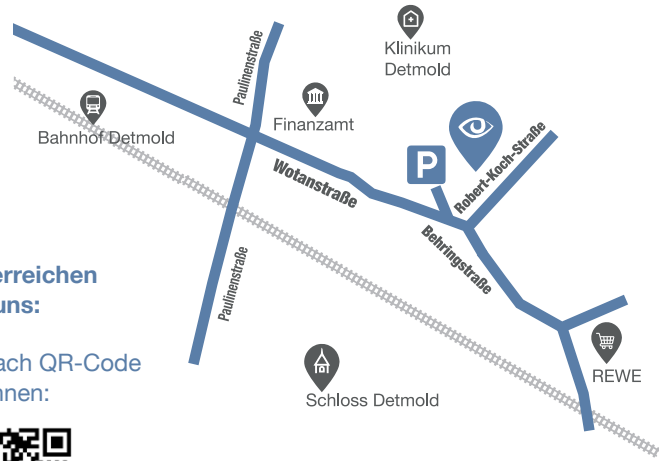 Klinikum
Detmold
Paulinenstraße
Finanzamt
Bahnhof Detmold
P
Robert-Koch-Straße
Wotanstraße
Behringstraße
Paulinenstraße
erreichen
uns:
ach QR-Code
nnen:
REWE
Schloss Detmold